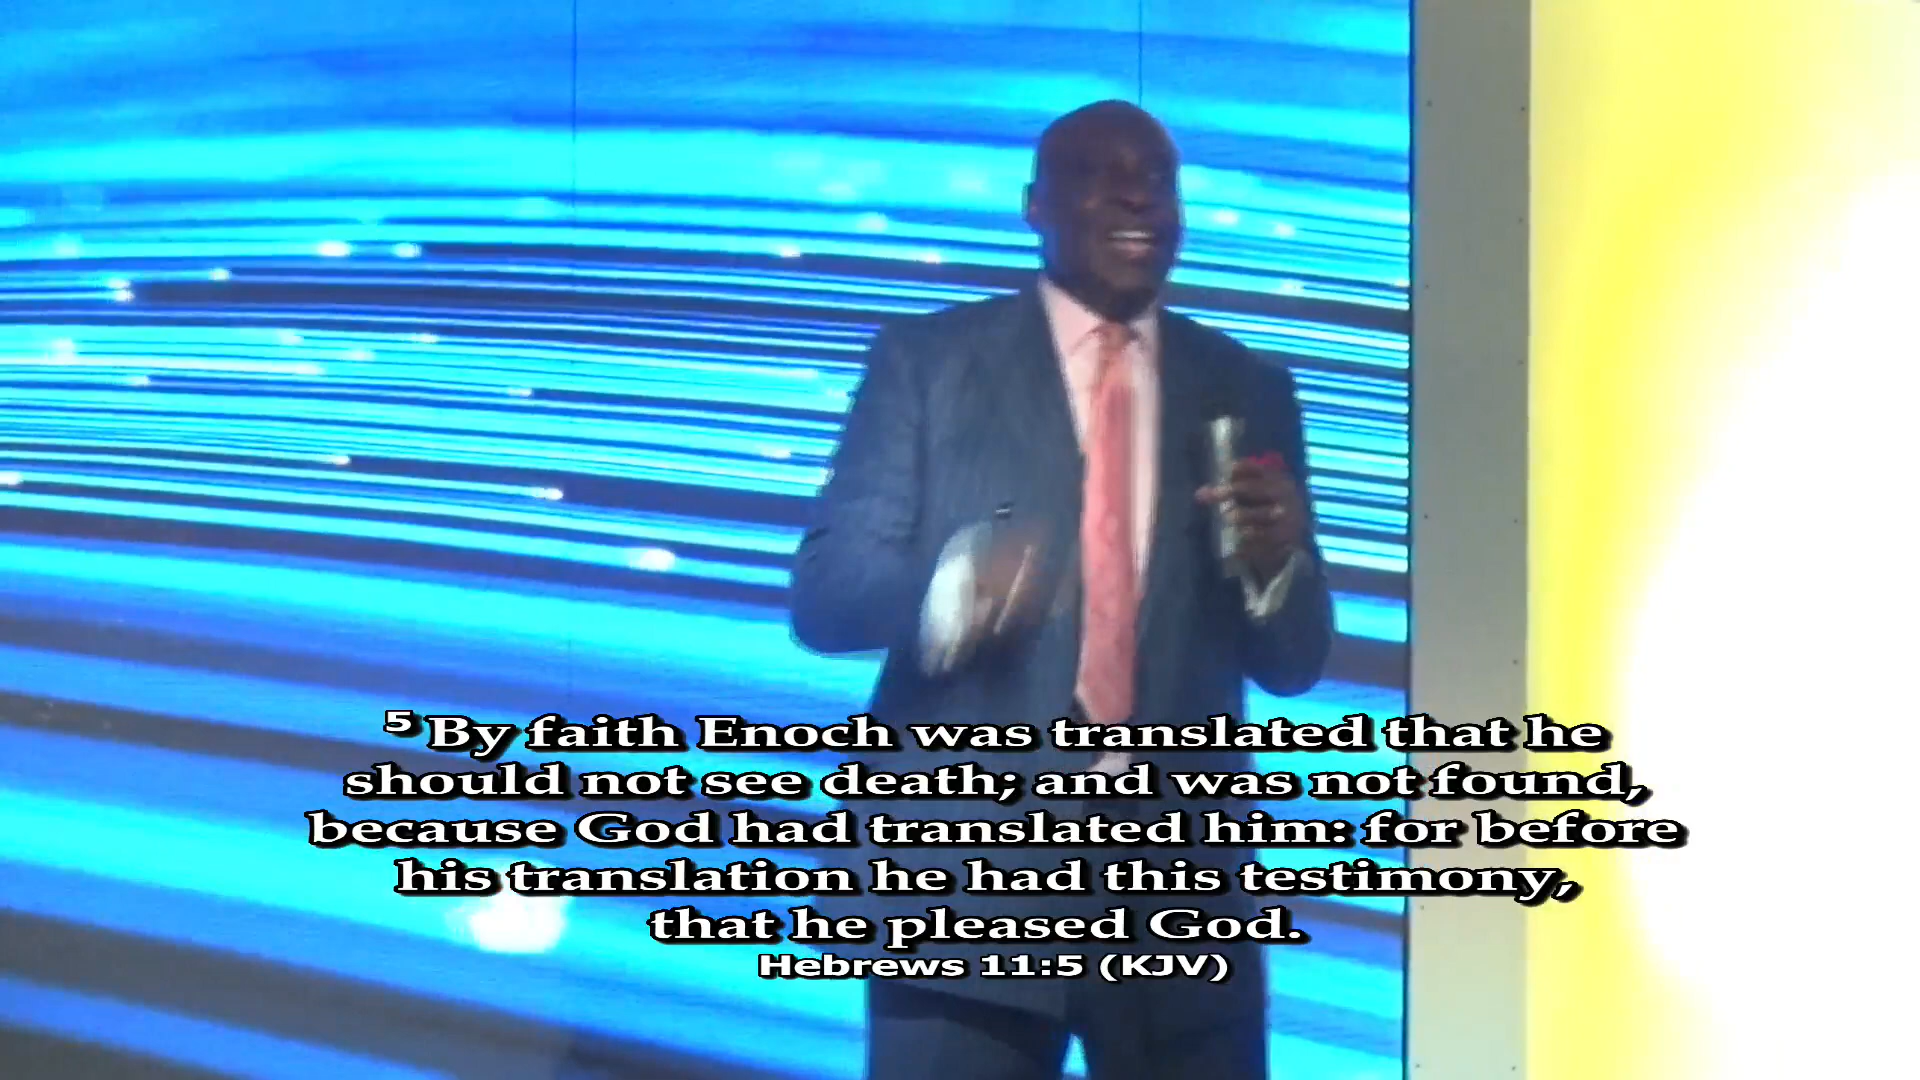 ⁵ By faith Enoch was translated that he
should not see death; and was not found,
because God had translated him: for before
his translation he had this testimony,
that he pleased God.
Hebrews 11:5 (KJV)